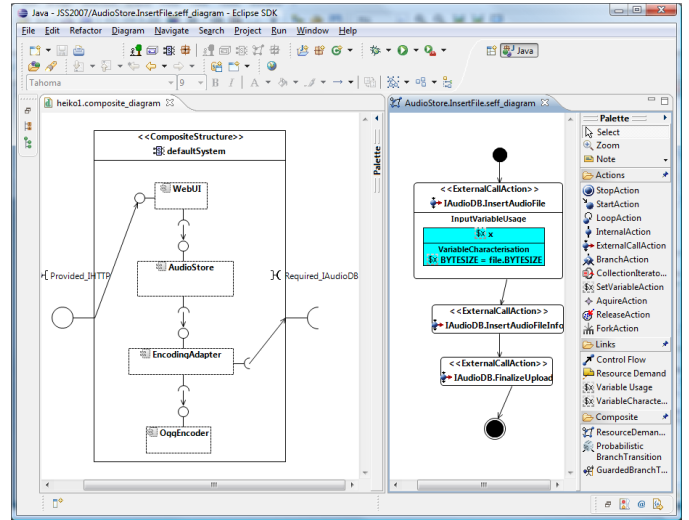 Java - JSS2007/AudioStore.InsertFile.seff_diagram - Eclipse SDK
File Edit Refactor Diagram Navigate Search Project Run Window Help
Java
Tahoma 9 B I A
heiko1.composite_diagram
<<CompositeStructure>>
defaultSystem
WebUI
AudioStore
Provided_IHTTP
Required_IAudioDB
EncodingAdapter
OggEncoder
Palette
AudioStore.InsertFile.seff_diagram
<<ExternalCallAction>>
IAudioDB.InsertAudioFile
InputVariableUsage
x
VariableCharacterisation
BYTESIZE = file.BYTESIZE
<<ExternalCallAction>>
IAudioDB.InsertAudioFileInfo
<<ExternalCallAction>>
IAudioDB.FinalizeUpload
Palette
Select
Zoom
Note
Actions
StopAction
StartAction
LoopAction
InternalAction
ExternalCallAction
BranchAction
CollectionIterato...
SetVariableAction
AquireAction
ReleaseAction
ForkAction
Links
Control Flow
Resource Demand
Variable Usage
VariableCharacte...
Composite
ResourceDeman...
Probabilistic
BranchTransition
GuardedBranchT...